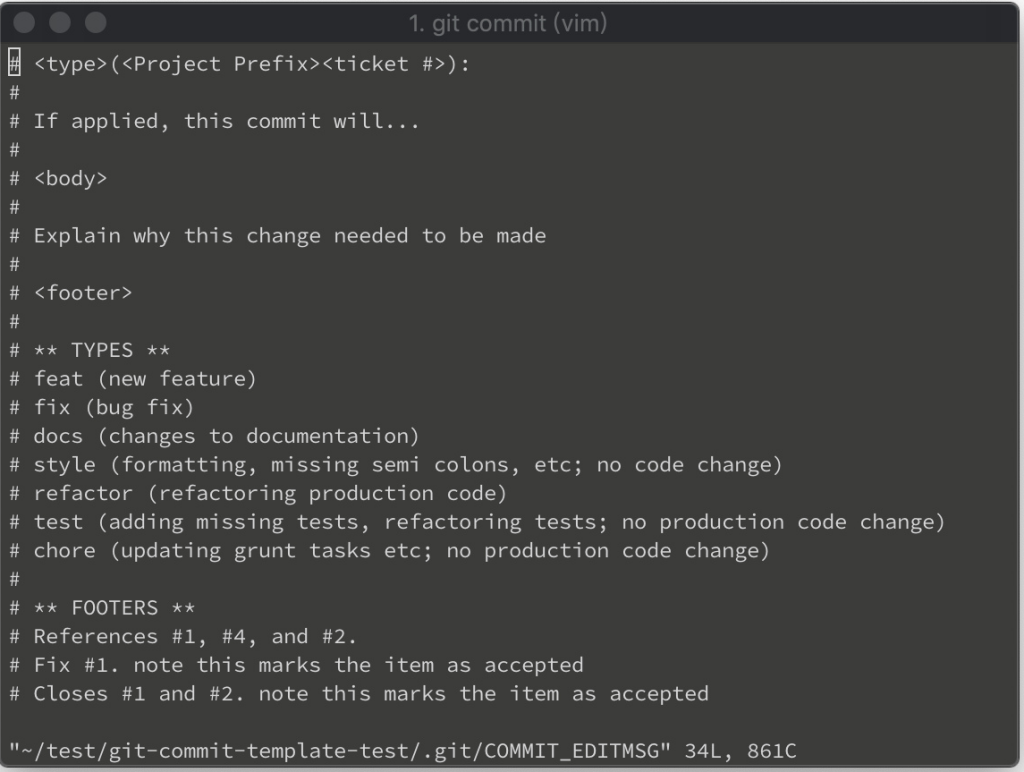 1. git commit (vim)
# <type>(<Project Prefix><ticket #>):
#
# If applied, this commit will...
#
# <body>
#
# Explain why this change needed to be made
#
# <footer>
#
# ** TYPES **
# feat (new feature)
# fix (bug fix)
# docs (changes to documentation)
# style (formatting, missing semi colons, etc; no code change)
# refactor (refactoring production code)
# test (adding missing tests, refactoring tests; no production code change)
# chore (updating grunt tasks etc; no production code change)
#
# ** FOOTERS **
# References #1, #4, and #2.
# Fix #1. note this marks the item as accepted
# Closes #1 and #2. note this marks the item as accepted
"~/test/git-commit-template-test/.git/COMMIT_EDITMSG" 34L, 861C